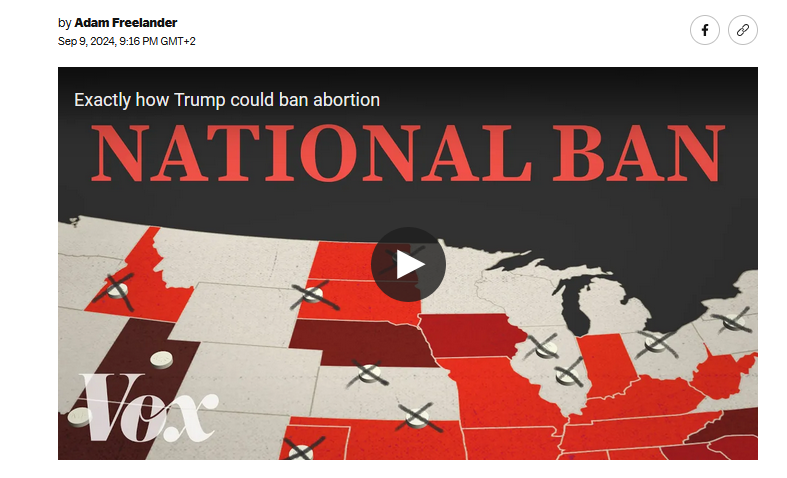 by Adam Freelander
Sep 9, 2024, 9:16 PM GMT+2
Exactly how Trump could ban abortion
NATIONAL BAN
Vox